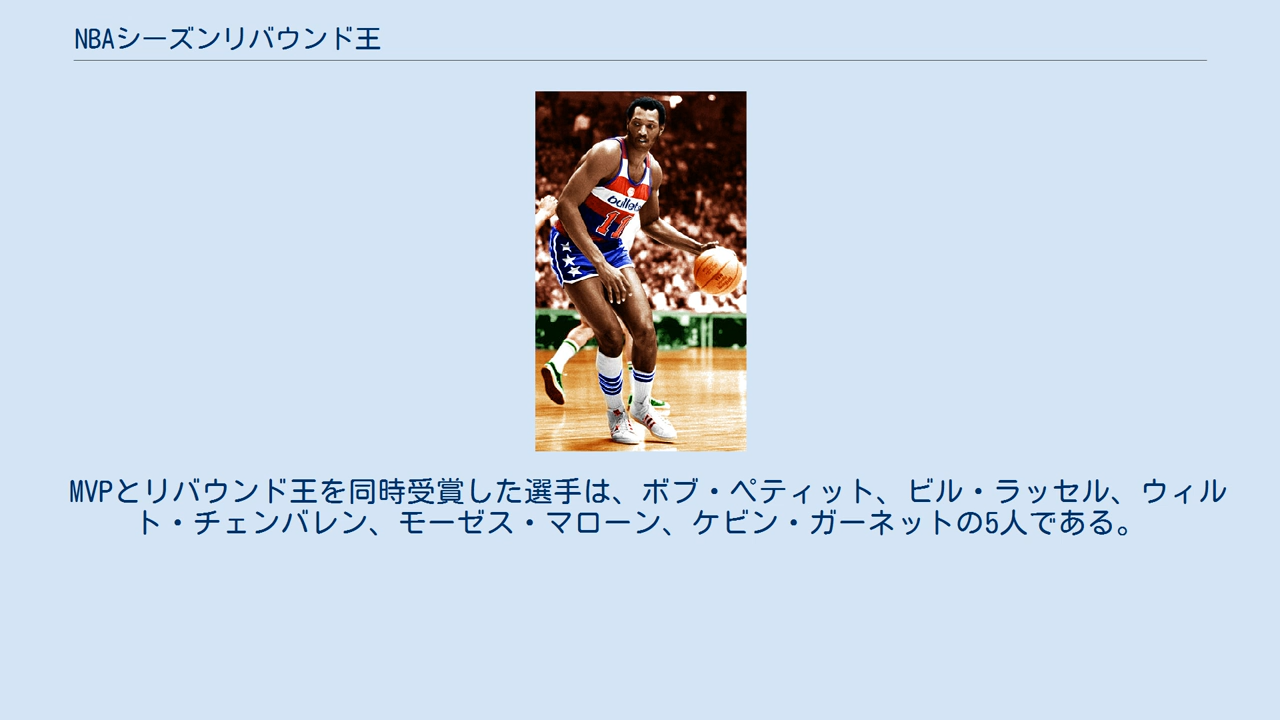 NBAシーズンリバウンド王
bullets
11
MVPとリバウンド王を同時受賞した選手は、ボブ・ペティット、ビル・ラッセル、ウィル
ト・チェンバレン、モーゼス・マローン、ケビン・ガーネットの5人である。